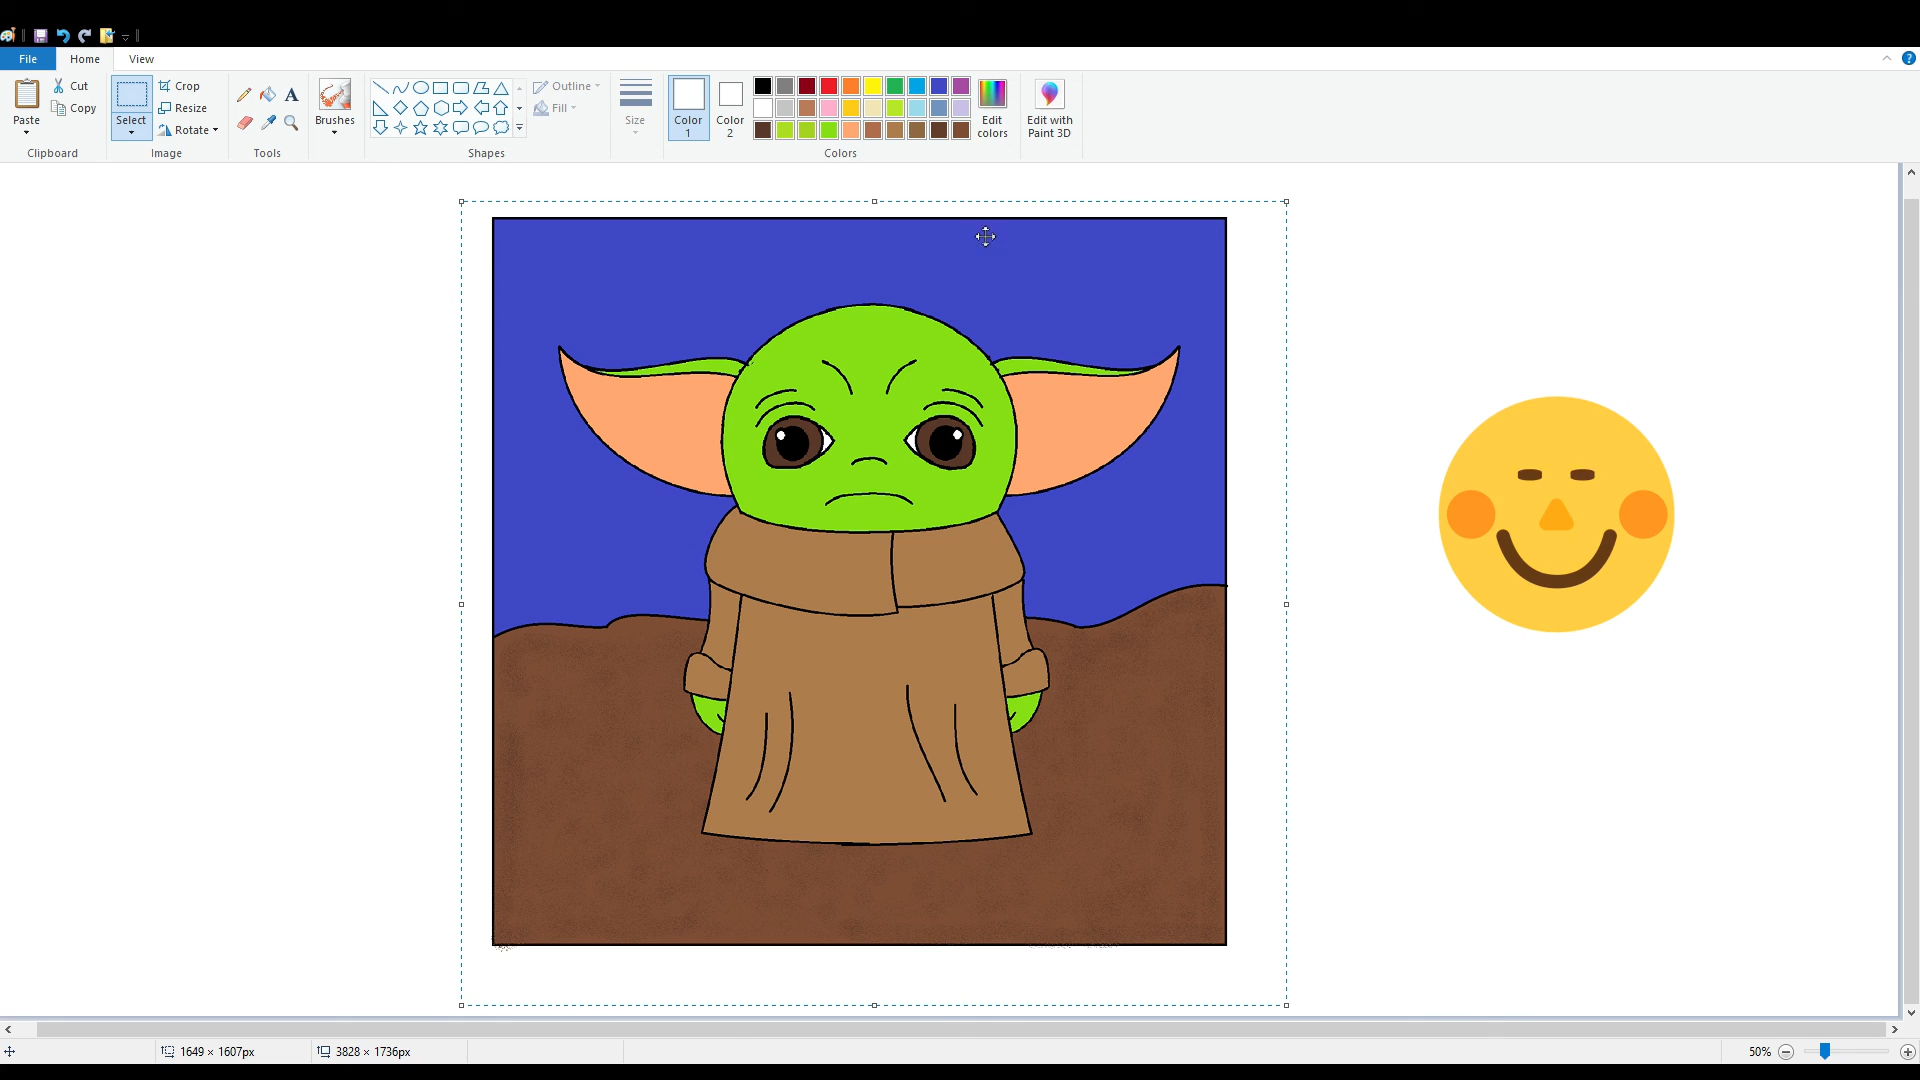 File Home View
Paste
Cut
Copy
Clipboard
Select
Crop
Resize
Rotate
Image
A
Tools
Brushes
Shapes
Outline
Fill
Size
Color 1
Color 2
Edit colors
Colors
Edit with Paint 3D
?
1649 × 1607px
3828 × 1736px
50%